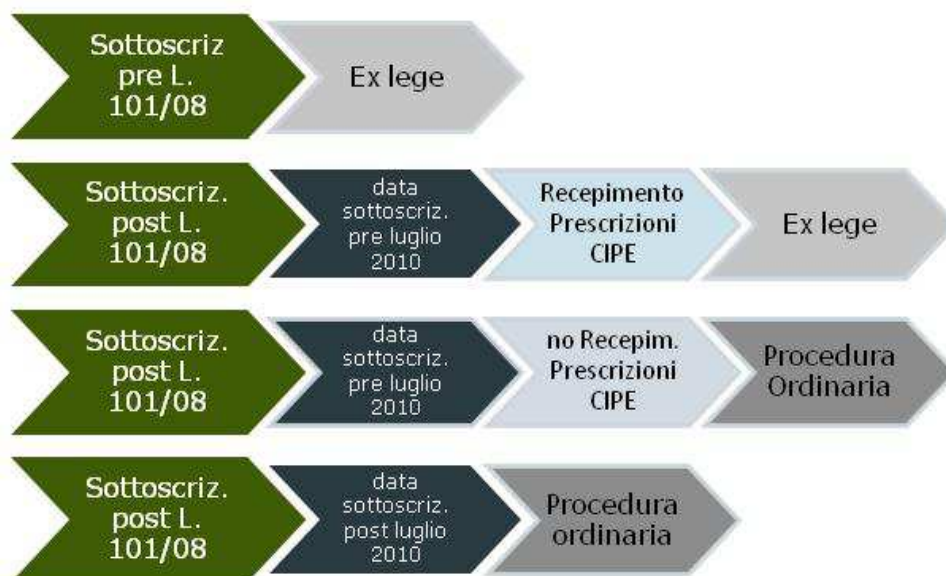 Sottoscriz
pre L.
101/08
Ex lege
Sottoscriz.
post L.
101/08
data
sottoscriz.
pre luglio
2010
Recepimento
Prescrizioni
CIPE
Ex lege
Sottoscriz.
post L.
101/08
data
sottoscriz.
pre luglio
2010
no Recepim.
Prescrizioni
CIPE
Procedura
Ordinaria
Sottoscriz.
post L.
101/08
data
sottoscriz.
post luglio
2010
Procedura
ordinaria